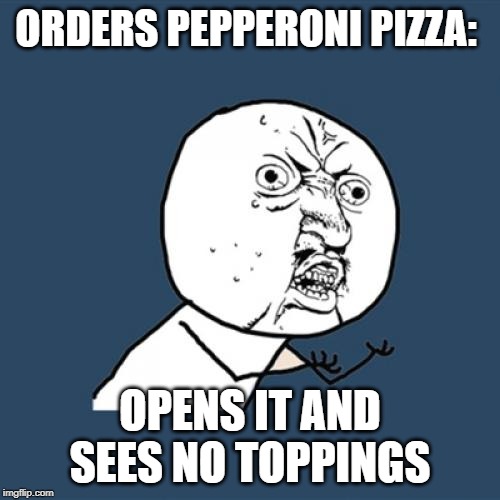 ORDERS PEPPERONI PIZZA:
OPENS IT AND
SEES NO TOPPINGS
imgflip.com